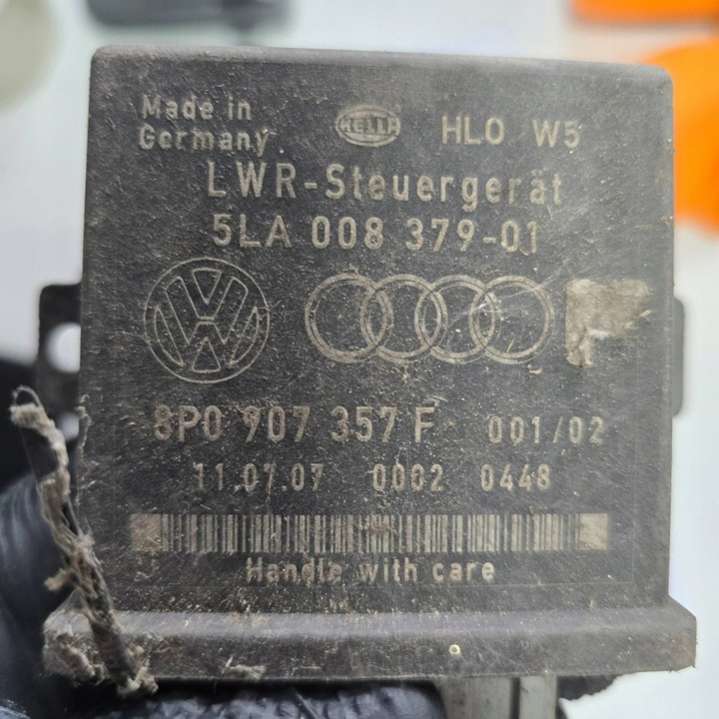 Made in
Germany
HELLA
HLO W5
LWR-Steuergerät
5LA 008 379-01
8P0 907 357 F 001/02
11.07.07 0002 0448
Handle with care